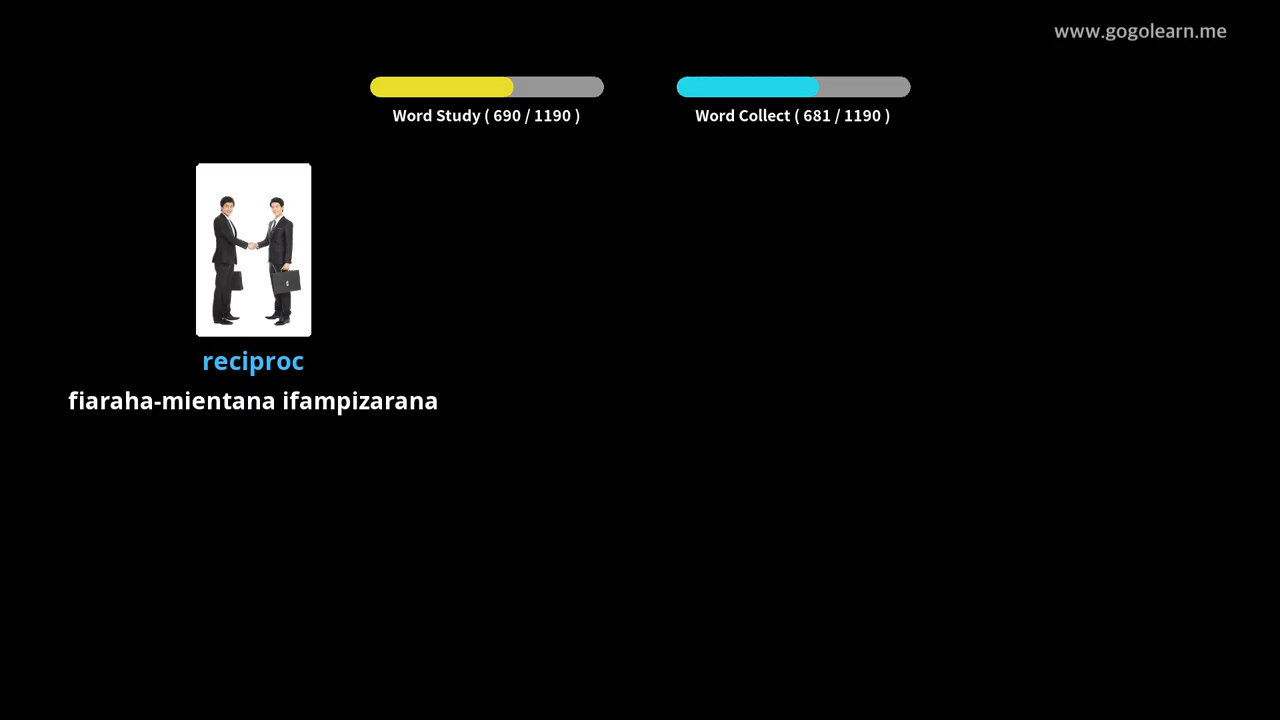 www.gogolearn.me
Word Study ( 690 / 1190 )
Word Collect ( 681 / 1190 )
reciproc
fiaraha-mientana ifampizarana